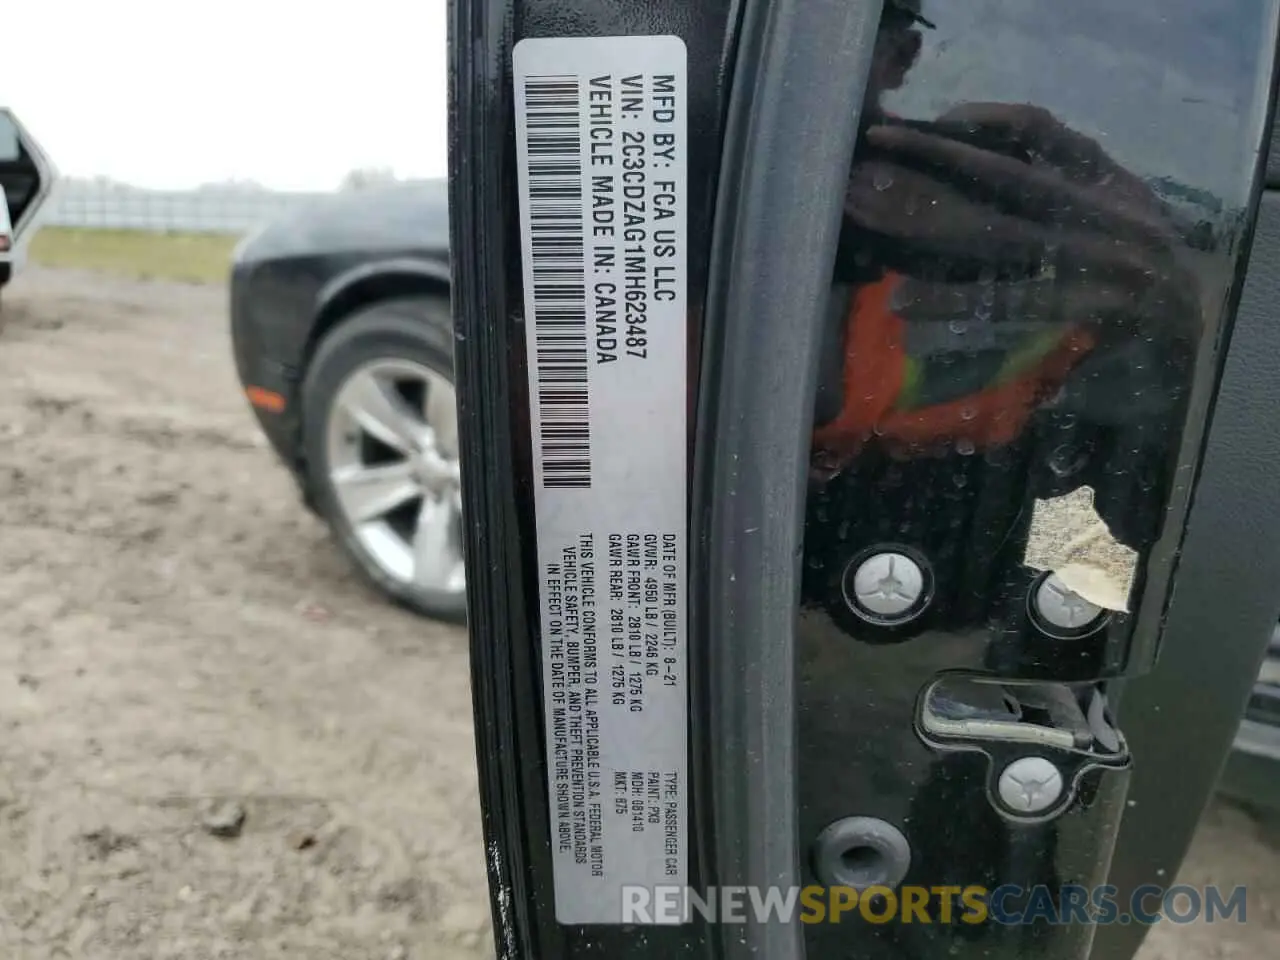 MFD BY: FCA US LLC
VIN: 2C3CDZAG1MH623487
VEHICLE MADE IN: CANADA
DATE OF MFR (BUILT): 8-21
GVWR: 4950 LB / 2246 KG
GAWR FRONT: 2810 LB / 1275 KG
GAWR REAR: 2810 LB / 1275 KG
THIS VEHICLE CONFORMS TO ALL APPLICABLE U.S.A. FEDERAL MOTOR
VEHICLE SAFETY, BUMPER, AND THEFT PREVENTION STANDARDS
IN EFFECT ON THE DATE OF MANUFACTURE SHOWN ABOVE.
TYPE: PASSENGER CAR
PAINT: PX8
MDH: 081410
MKT: 875
RENEWSPORTSCARS.COM